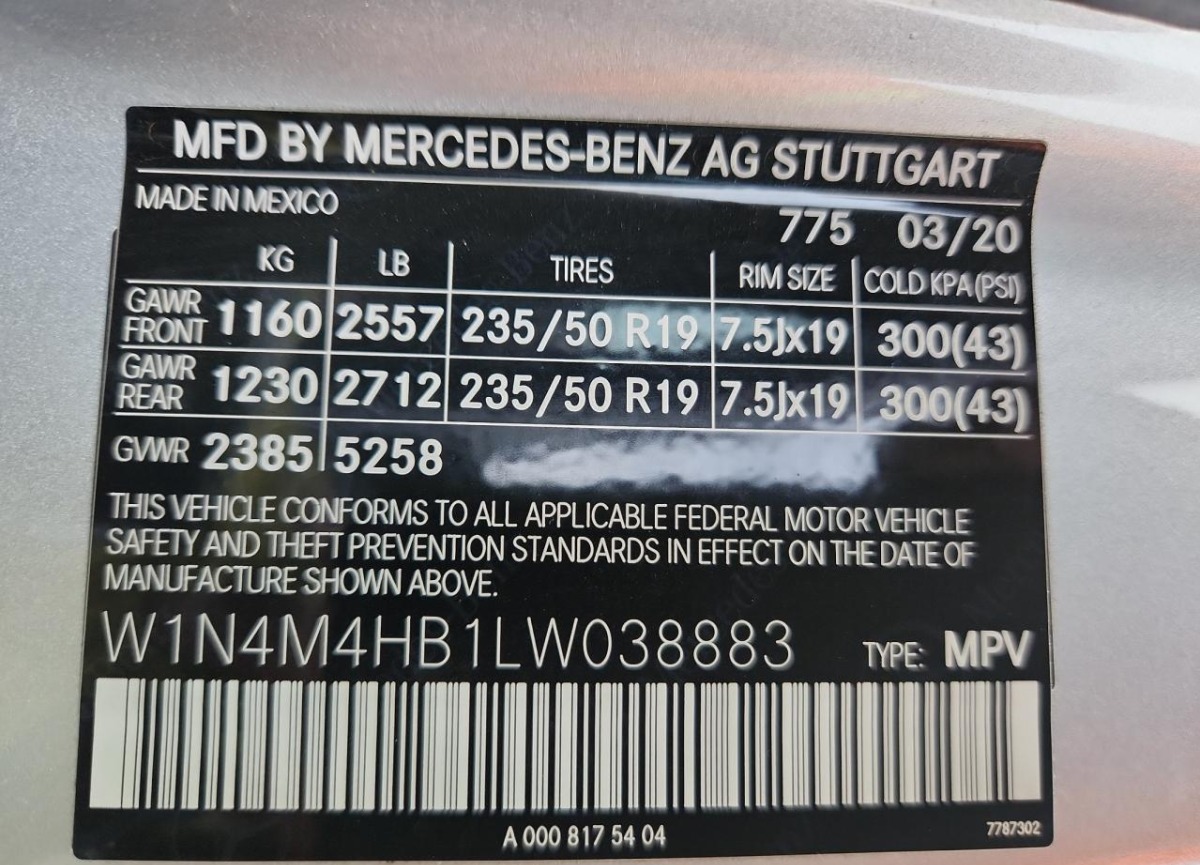 MFD BY MERCEDES-BENZ AG STUTTGART
MADE IN MEXICO
775 03/20
KG LB TIRES RIM SIZE COLD KPA (PSI)
GAWR FRONT 1160 2557 235/50 R19 7.5Jx19 300(43)
GAWR REAR 1230 2712 235/50 R19 7.5Jx19 300(43)
GVWR 2385 5258
THIS VEHICLE CONFORMS TO ALL APPLICABLE FEDERAL MOTOR VEHICLE
SAFETY AND THEFT PREVENTION STANDARDS IN EFFECT ON THE DATE OF
MANUFACTURE SHOWN ABOVE.
W1N4M4HB1LW038883 TYPE: MPV
A 000 817 54 04
7787302